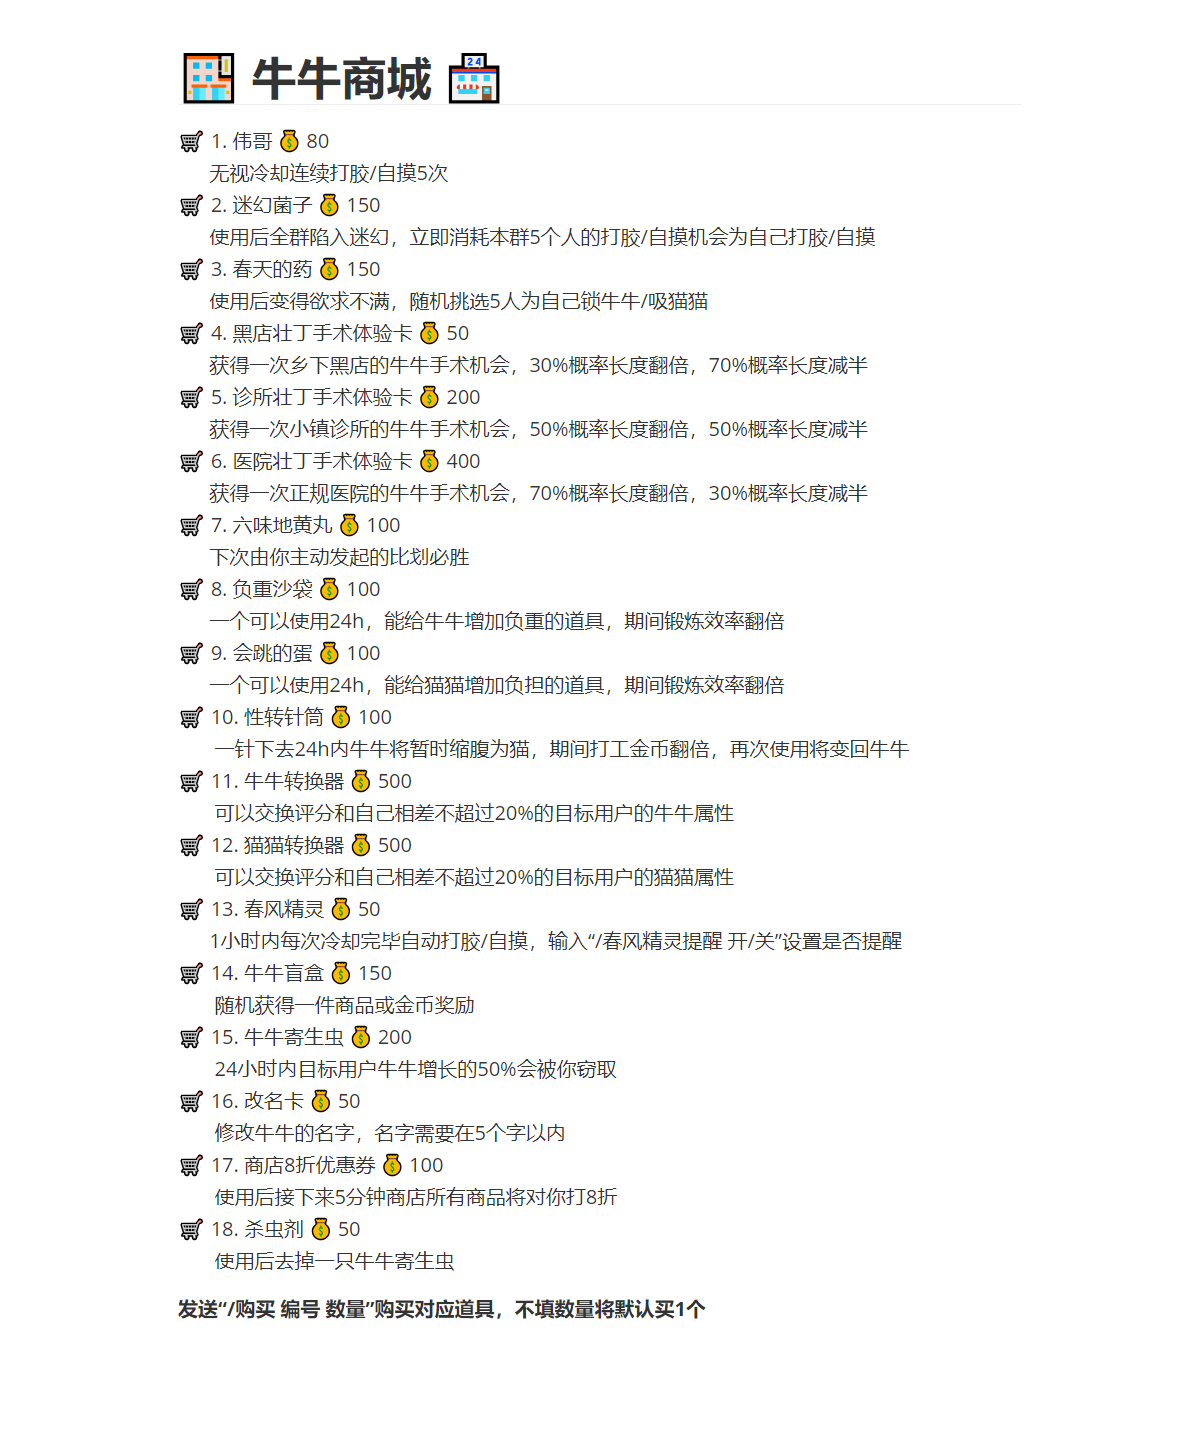 牛牛商城
1. 伟哥 80
无视冷却连续打胶/自摸5次
2. 迷幻菌子 150
使用后全群陷入迷幻，立即消耗本群5个人的打胶/自摸机会为自己打胶/自摸
3. 春天的药 150
使用后变得欲求不满，随机挑选5人为自己锁牛牛/吸猫猫
4. 黑店壮丁手术体验卡 50
获得一次乡下黑店的牛牛手术机会，30%概率长度翻倍，70%概率长度减半
5. 诊所壮丁手术体验卡 200
获得一次小镇诊所的牛牛手术机会，50%概率长度翻倍，50%概率长度减半
6. 医院壮丁手术体验卡 400
获得一次正规医院的牛牛手术机会，70%概率长度翻倍，30%概率长度减半
7. 六味地黄丸 100
下次由你主动发起的比划必胜
8. 负重沙袋 100
一个可以使用24h，能给牛牛增加负重的道具，期间锻炼效率翻倍
9. 会跳的蛋 100
一个可以使用24h，能给猫猫增加负担的道具，期间锻炼效率翻倍
10. 性转针筒 100
一针下去24h内牛牛将暂时缩腹为猫，期间打工金币翻倍，再次使用将变回牛牛
11. 牛牛转换器 500
可以交换评分和自己相差不超过20%的目标用户的牛牛属性
12. 猫猫转换器 500
可以交换评分和自己相差不超过20%的目标用户的猫猫属性
13. 春风精灵 50
1小时内每次冷却完毕自动打胶/自摸，输入“/春风精灵提醒 开/关”设置是否提醒
14. 牛牛盲盒 150
随机获得一件商品或金币奖励
15. 牛牛寄生虫 200
24小时内目标用户牛牛增长的50%会被你窃取
16. 改名卡 50
修改牛牛的名字，名字需要在5个字以内
17. 商店8折优惠券 100
使用后接下来5分钟商店所有商品将对你打8折
18. 杀虫剂 50
使用后去掉一只牛牛寄生虫
发送“/购买 编号 数量”购买对应道具，不填数量将默认买1个